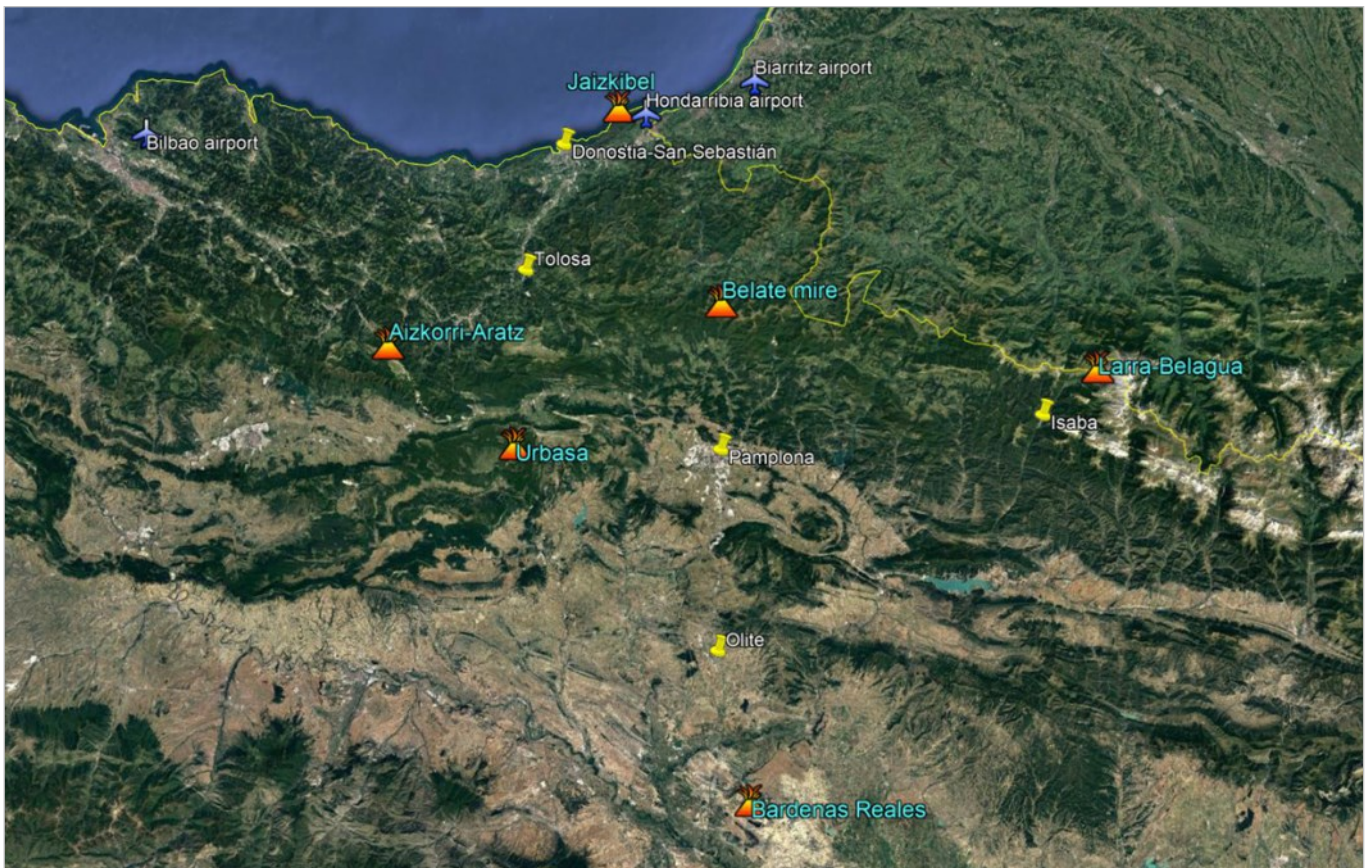 Biarritz airport
Jaizkibel
Hondarribia airport
Bilbao airport
Donostia-San Sebastián
Tolosa
Belate mire
Aizkorri-Aratz
Larra-Belagua
Isaba
Urbasa
Pamplona
Olite
Bardenas Reales